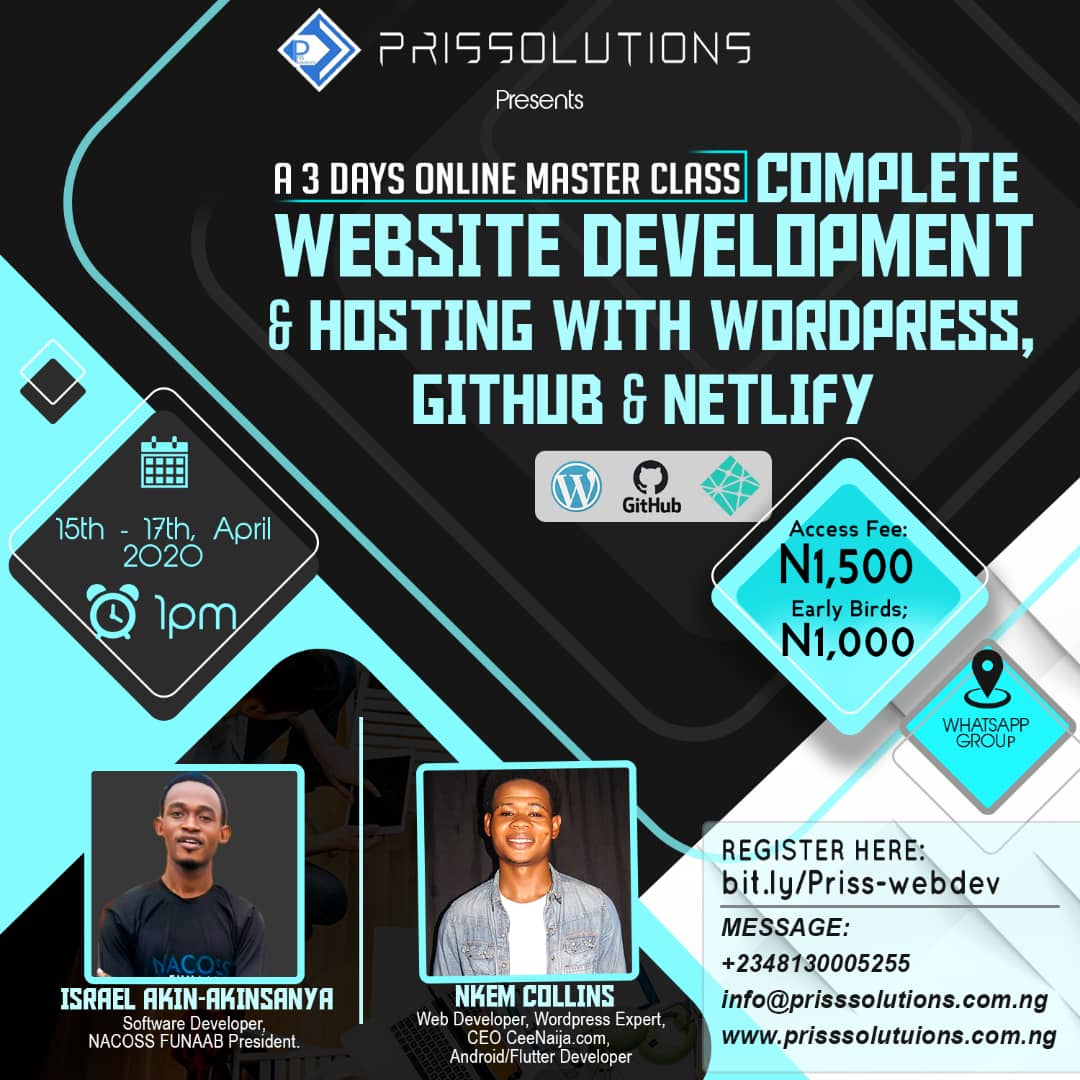 PRISSOLUTIONS
Presents
A 3 DAYS ONLINE MASTER CLASS COMPLETE
WEBSITE DEVELOPMENT
& HOSTING WITH WORDPRESS,
GITHUB & NETLIFY
GitHub
15th - 17th, April
2020
1pm
Access Fee:
N1,500
Early Birds;
N1,000
WHATSAPP
GROUP
NACOSS
ISRAEL AKIN-AKINSANYA
Software Developer,
NACOSS FUNAAB President.
NKEM COLLINS
Web Developer, Wordpress Expert,
CEO CeeNaija.com,
Android/Flutter Developer
REGISTER HERE:
bit.ly/Priss-webdev
MESSAGE:
+2348130005255
info@prisssolutions.com.ng
www.prisssolutuions.com.ng